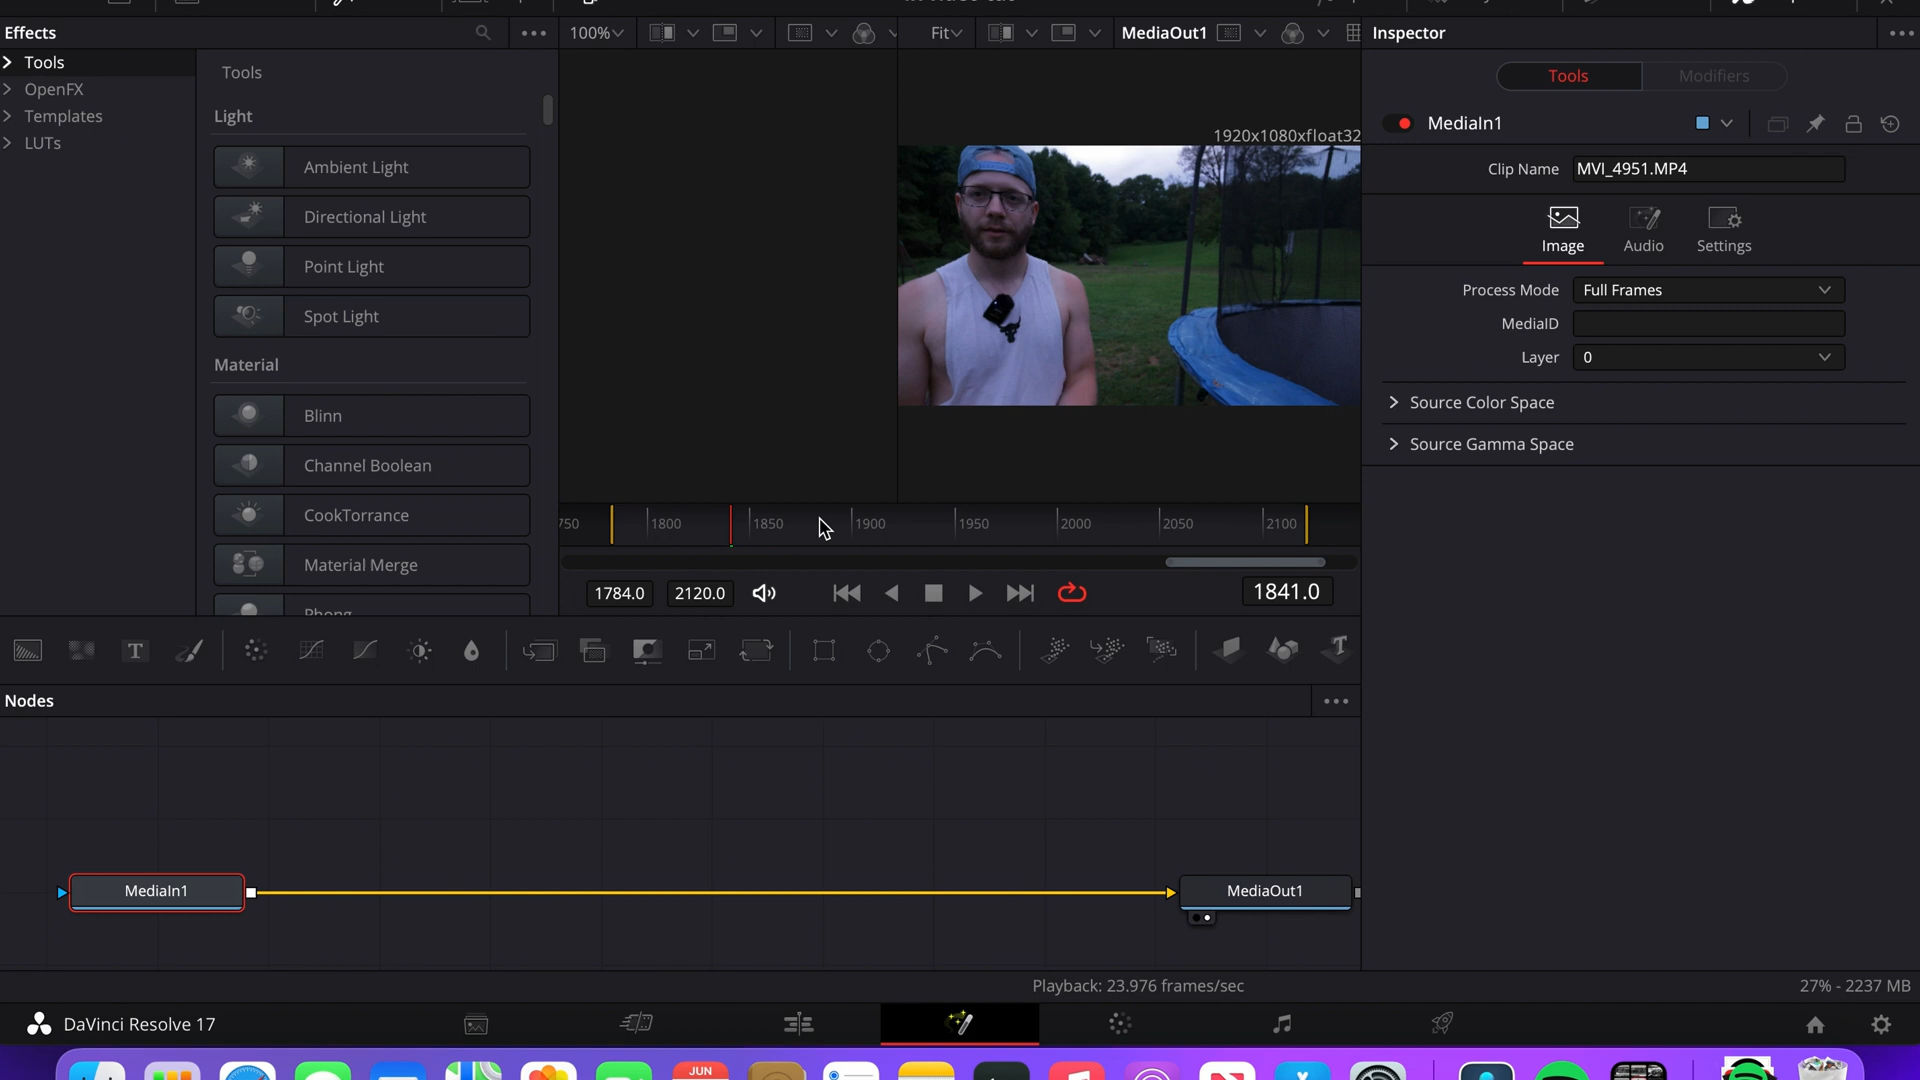 Effects
100%
Fit
MediaOut1
Inspector
Tools
OpenFX
Templates
LUTs
Tools
Light
Ambient Light
Directional Light
Point Light
Spot Light
Material
Blinn
Channel Boolean
CookTorrance
Material Merge
Phong
1920x1080xfloat32
Tools
Modifiers
MediaIn1
Clip Name
MVI_4951.MP4
Image
Audio
Settings
Process Mode
Full Frames
MediaID
Layer
0
Source Color Space
Source Gamma Space
750
1800
1850
1900
1950
2000
2050
2100
1784.0
2120.0
1841.0
T
T
Nodes
MediaIn1
MediaOut1
Playback: 23.976 frames/sec
27% - 2237 MB
DaVinci Resolve 17
JUN